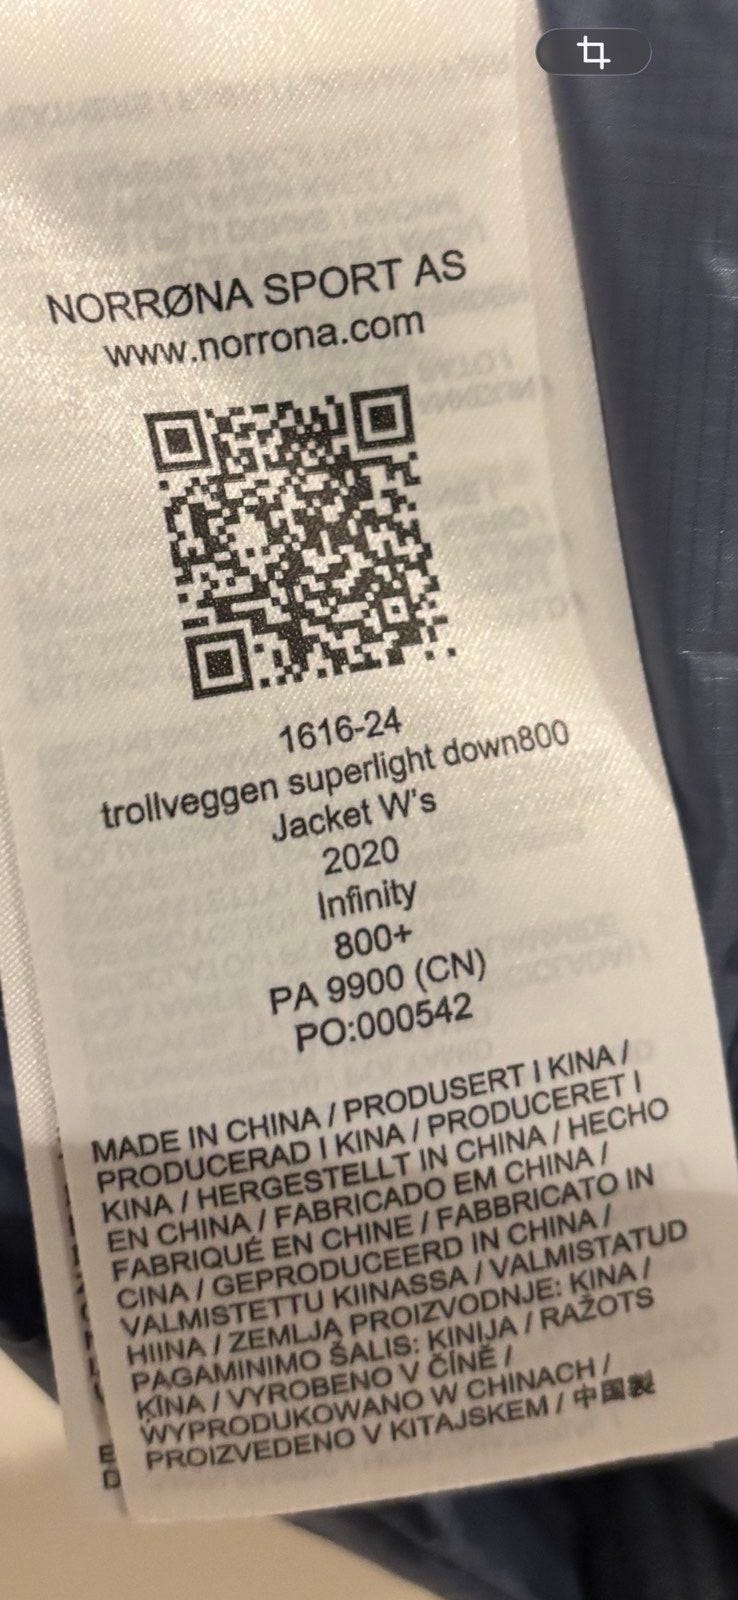 NORRØNA SPORT AS
www.norrona.com
1616-24
trollveggen superlight down800
Jacket W's
2020
Infinity
800+
PA 9900 (CN)
PO:000542
MADE IN CHINA / PRODUSERT I KINA /
PRODUCERAD I KINA / PRODUCERET I
KINA / HERGESTELLT IN CHINA / HECHO
EN CHINA / FABRICADO EM CHINA /
FABRIQUÉ EN CHINE / FABBRICATO IN
CINA / GEPRODUCEERD IN CHINA /
VALMISTETTU KIINASSA / VALMISTATUD
HIINA / ZEMLJA PROIZVODNJE: KINA /
PAGAMINIMO ŠALIS: KINIJA / RAŽOTS
ĶĪNA / VYROBENO V ČÍNĚ /
WYPRODUKOWANO W CHINACH /
PROIZVEDENO V KITAJSKEM / 中国製
E
D